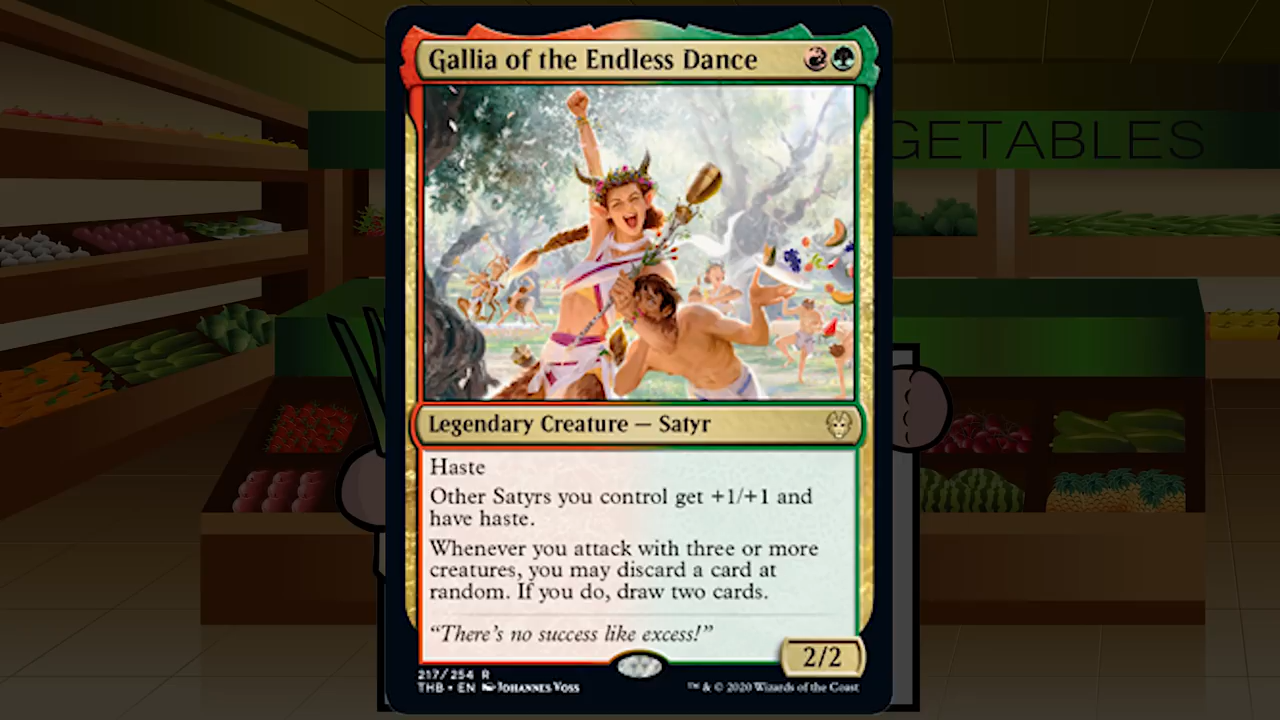 Gallia of the Endless Dance
GETABLES
Legendary Creature — Satyr
Haste
Other Satyrs you control get +1/+1 and
have haste.
Whenever you attack with three or more
creatures, you may discard a card at
random. If you do, draw two cards.
“There’s no success like excess!”
2/2
217/254 R
THB • EN Johannes Voss
™ & © 2020 Wizards of the Coast